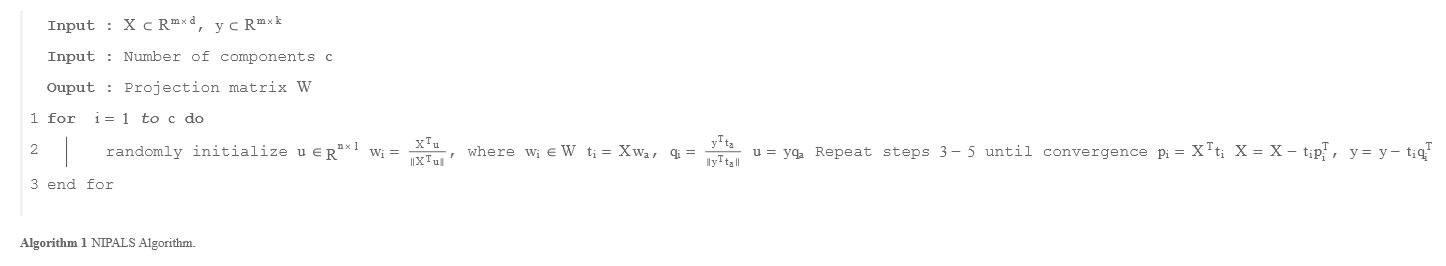 Input : X ⊂ R^{m×d}, y ⊂ R^{m×k}
Input : Number of components c
Ouput : Projection matrix W
1 for i = 1 to c do
2 randomly initialize u ∈ R^{n×1} w_i = \frac{X^T u}{‖X^T u‖}, where w_i ∈ W t_i = Xw_a, q_i = \frac{y^T t_a}{‖y^T t_a‖} u = yq_a Repeat steps 3 − 5 until convergence p_i = X^T t_i X = X − t_i p_i^T, y = y − t_i q_i^T
3 end for
Algorithm 1 NIPALS Algorithm.